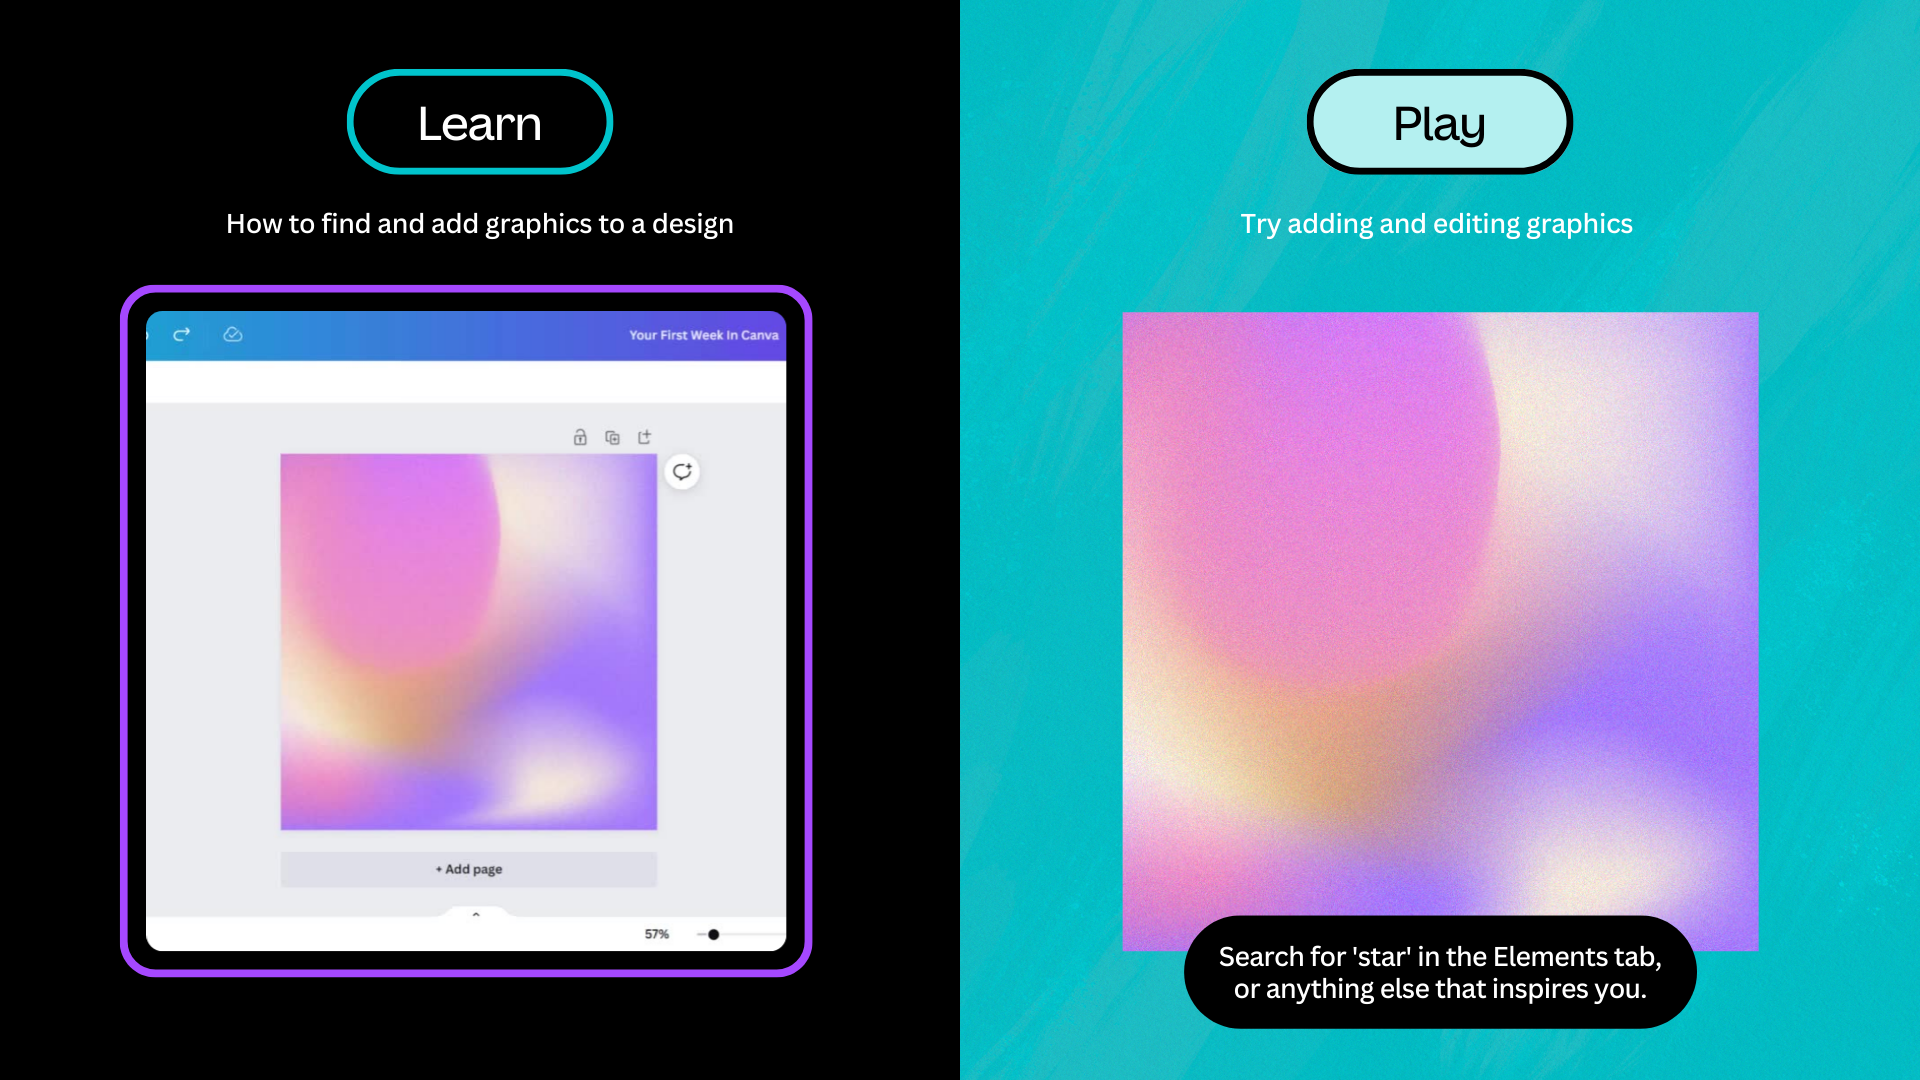 Learn
How to find and add graphics to a design
Your First Week In Canva
+ Add page
57%
Play
Try adding and editing graphics
Search for 'star' in the Elements tab,
or anything else that inspires you.